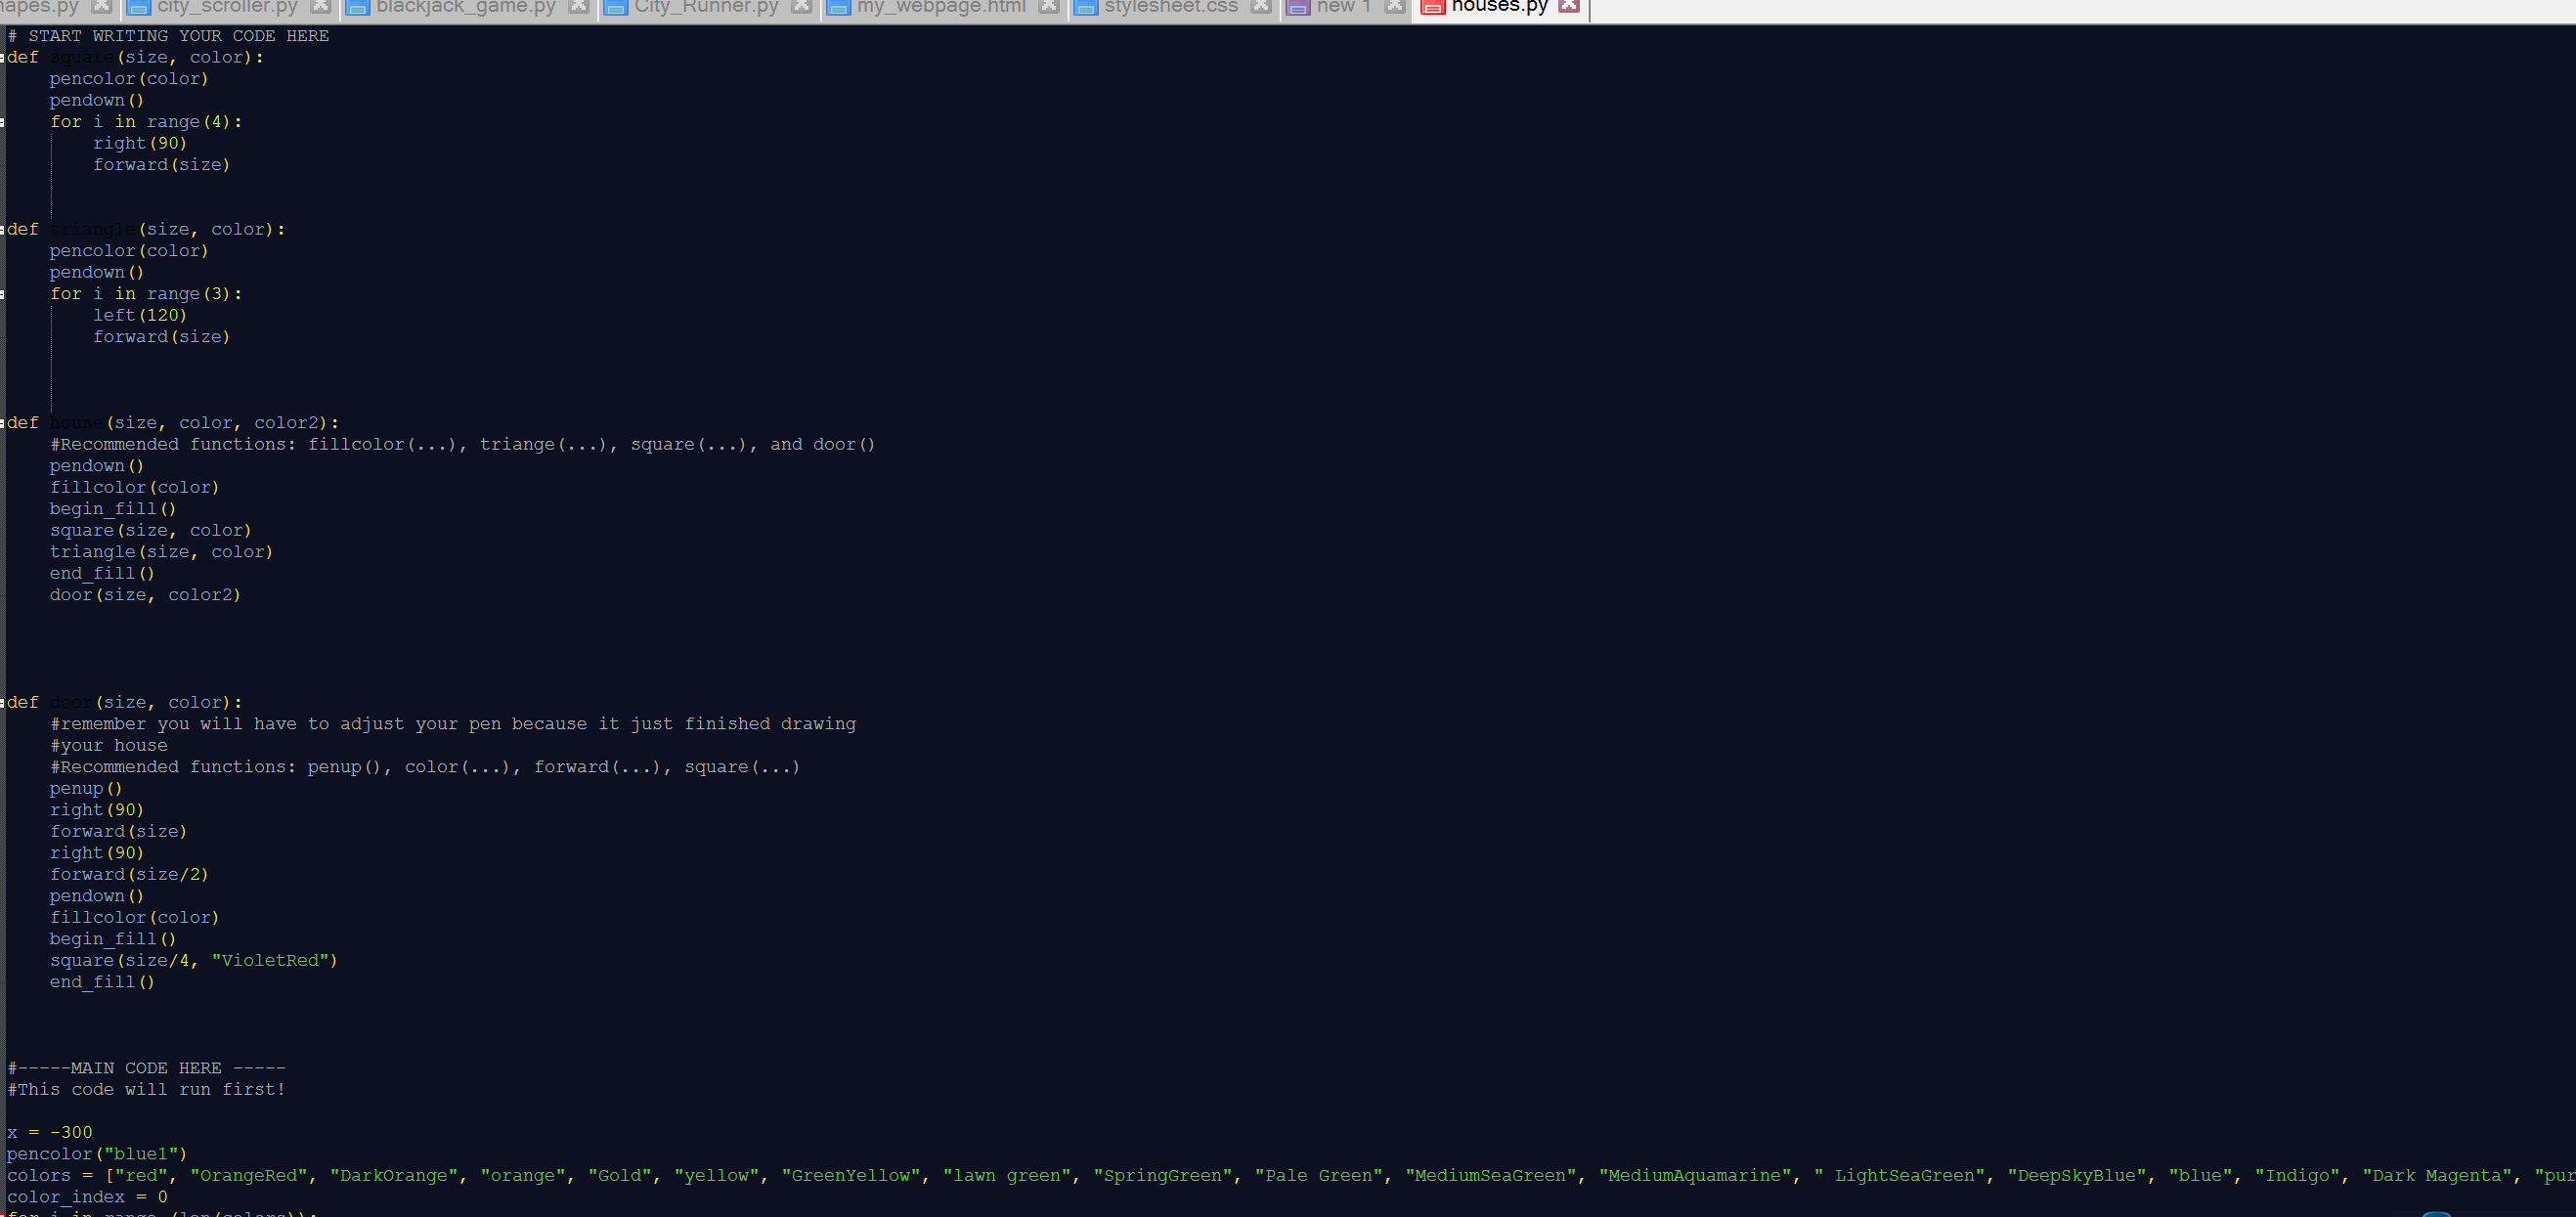 hapes.py city_scroller.py blackjack_game.py City_Runner.py my_webpage.html stylesheet.css new 1 houses.py
# START WRITING YOUR CODE HERE
def square(size, color):
    pencolor(color)
    pendown()
    for i in range(4):
        right(90)
        forward(size)
def triangle(size, color):
    pencolor(color)
    pendown()
    for i in range(3):
        left(120)
        forward(size)
def house(size, color, color2):
    #Recommended functions: fillcolor(...), triange(...), square(...), and door()
    pendown()
    fillcolor(color)
    begin_fill()
    square(size, color)
    triangle(size, color)
    end_fill()
    door(size, color2)
def door(size, color):
    #remember you will have to adjust your pen because it just finished drawing
    #your house
    #Recommended functions: penup(), color(...), forward(...), square(...)
    penup()
    right(90)
    forward(size)
    right(90)
    forward(size/2)
    pendown()
    fillcolor(color)
    begin_fill()
    square(size/4, "VioletRed")
    end_fill()
#-----MAIN CODE HERE -----
#This code will run first!
x = -300
pencolor("blue1")
colors = ["red", "OrangeRed", "DarkOrange", "orange", "Gold", "yellow", "GreenYellow", "lawn green", "SpringGreen", "Pale Green", "MediumSeaGreen", "MediumAquamarine", " LightSeaGreen", "DeepSkyBlue", "blue", "Indigo", "Dark Magenta", "pur
color_index = 0
for i in range (len(colors)):